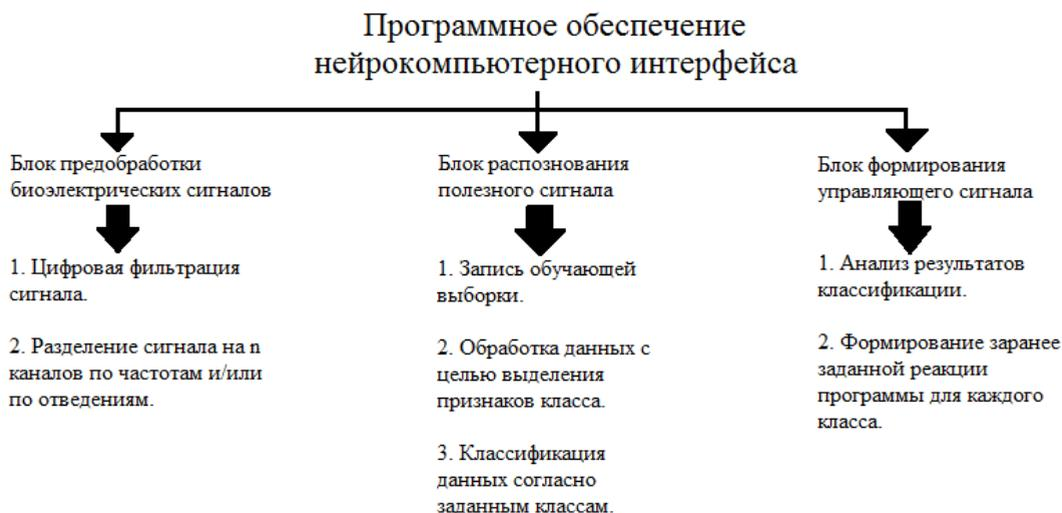 Программное обеспечение
нейрокомпьютерного интерфейса
Блок предобработки
биоэлектрических сигналов
1. Цифровая фильтрация
сигнала.
2. Разделение сигнала на n
каналов по частотам и/или
по отведениям.
Блок распознования
полезного сигнала
1. Запись обучающей
выборки.
2. Обработка данных с
целью выделения
признаков класса.
3. Классификация
данных согласно
заданным классам.
Блок формирования
управляющего сигнала
1. Анализ результатов
классификации.
2. Формирование заранее
заданной реакции
программы для каждого
класса.